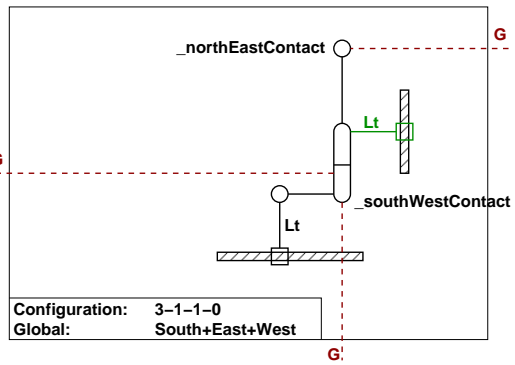 G
_northEastContact
Lt
G
_southWestContact
Lt
Configuration: 3−1−1−0
Global: South+East+West
G